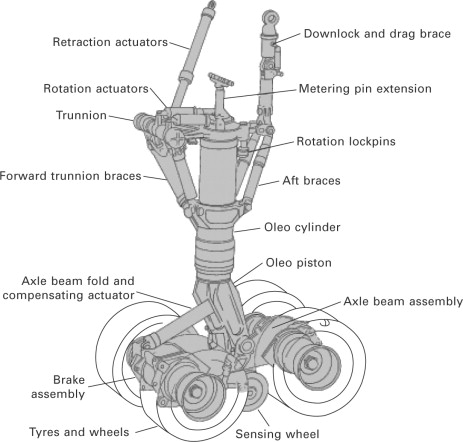 Retraction actuators
Downlock and drag brace
Rotation actuators
Metering pin extension
Trunnion
Rotation lockpins
Forward trunnion braces
Aft braces
Oleo cylinder
Oleo piston
Axle beam fold and
compensating actuator
Axle beam assembly
Brake
assembly
Tyres and wheels
Sensing wheel